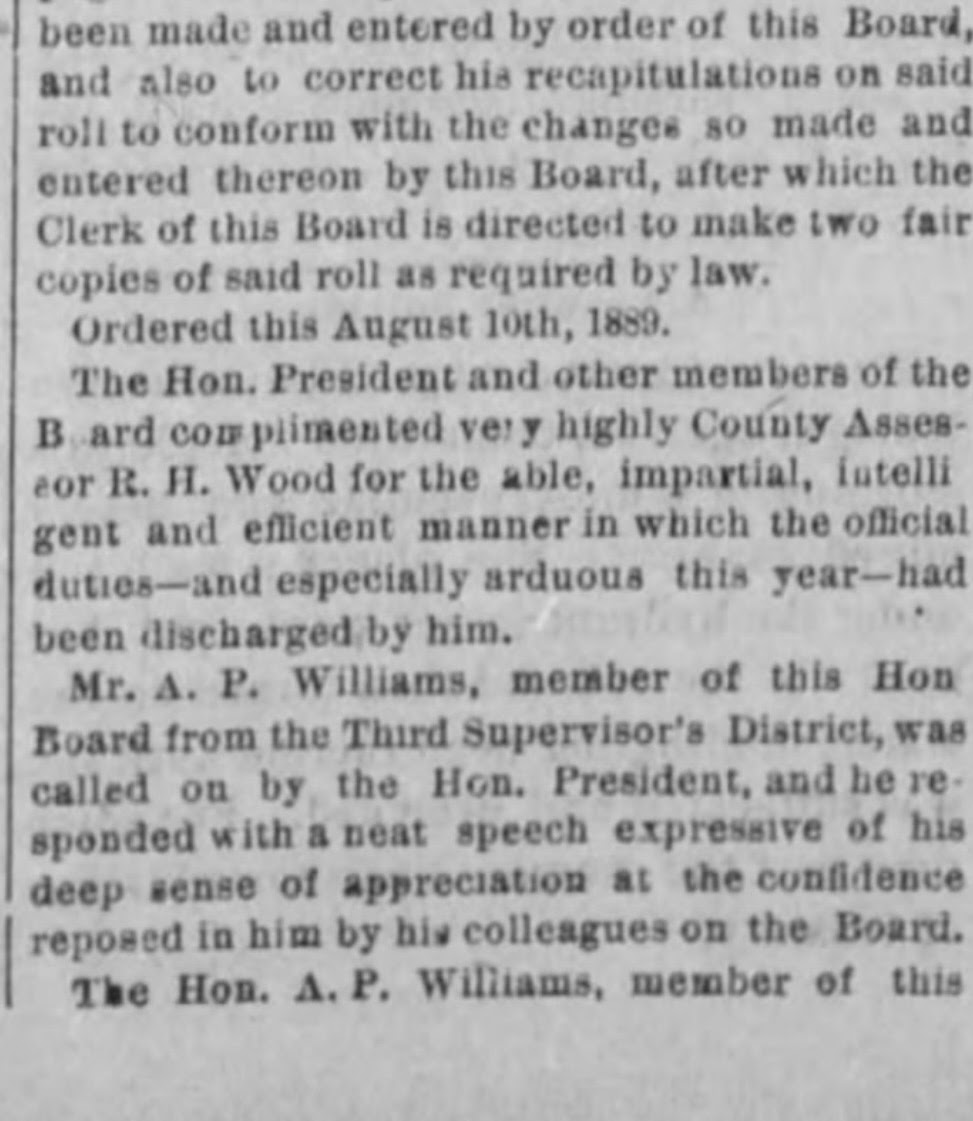 been made and entered by order of this Board,
and also to correct his recapitulations on said
roll to conform with the changes so made and
entered thereon by this Board, after which the
Clerk of this Board is directed to make two fair
copies of said roll as required by law.
Ordered this August 10th, 1889.
The Hon. President and other members of the
B ard complimented very highly County Asses-
sor R. H. Wood for the able, impartial, intelli
gent and efficient manner in which the official
duties—and especially arduous this year—had
been discharged by him.
Mr. A. P. Williams, member of this Hon
Board from the Third Supervisor's District, was
called on by the Hon. President, and he re-
sponded with a neat speech expressive of his
deep sense of appreciation at the confidence
reposed in him by his colleagues on the Board.
The Hon. A. P. Williams, member of this